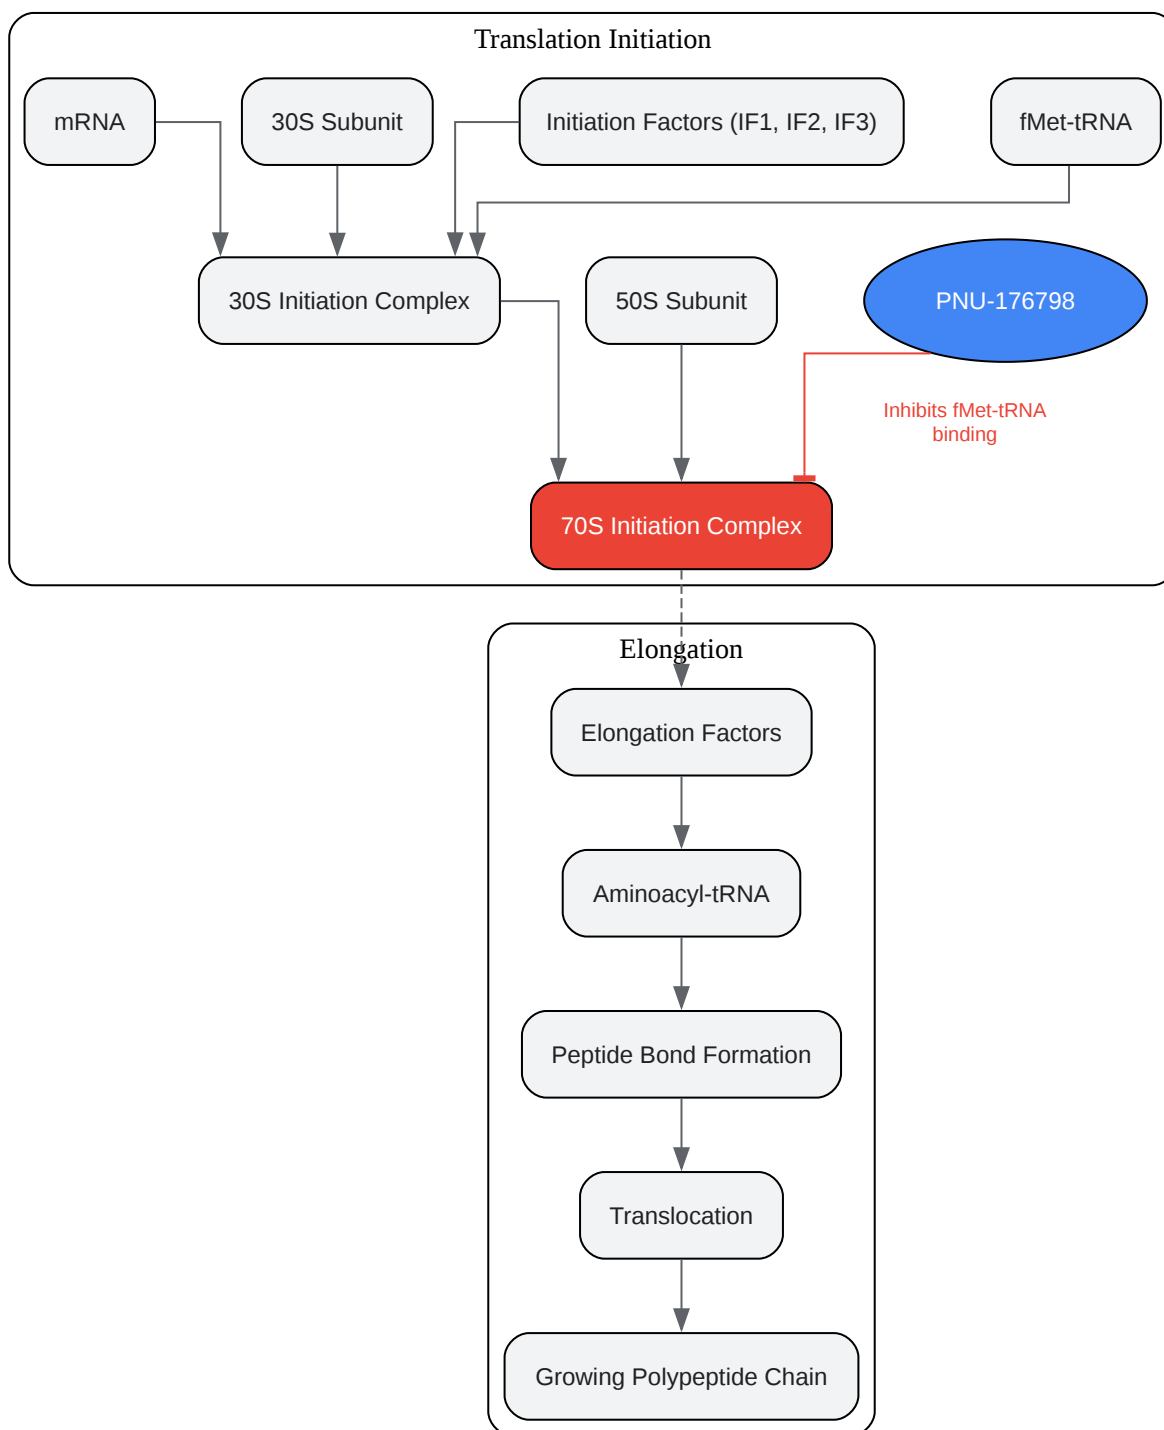 Translation Initiation
mRNA
30S Subunit
Initiation Factors (IF1, IF2, IF3)
fMet-tRNA
30S Initiation Complex
50S Subunit
PNU-176798
Inhibits fMet-tRNA
binding
70S Initiation Complex
Elongation
Elongation Factors
Aminoacyl-tRNA
Peptide Bond Formation
Translocation
Growing Polypeptide Chain